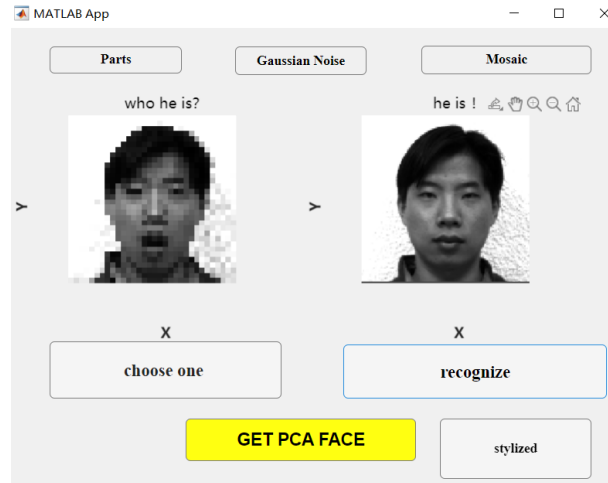 MATLAB App
Parts
Gaussian Noise
Mosaic
who he is?
he is !
Y
Y
X
X
choose one
recognize
GET PCA FACE
stylized